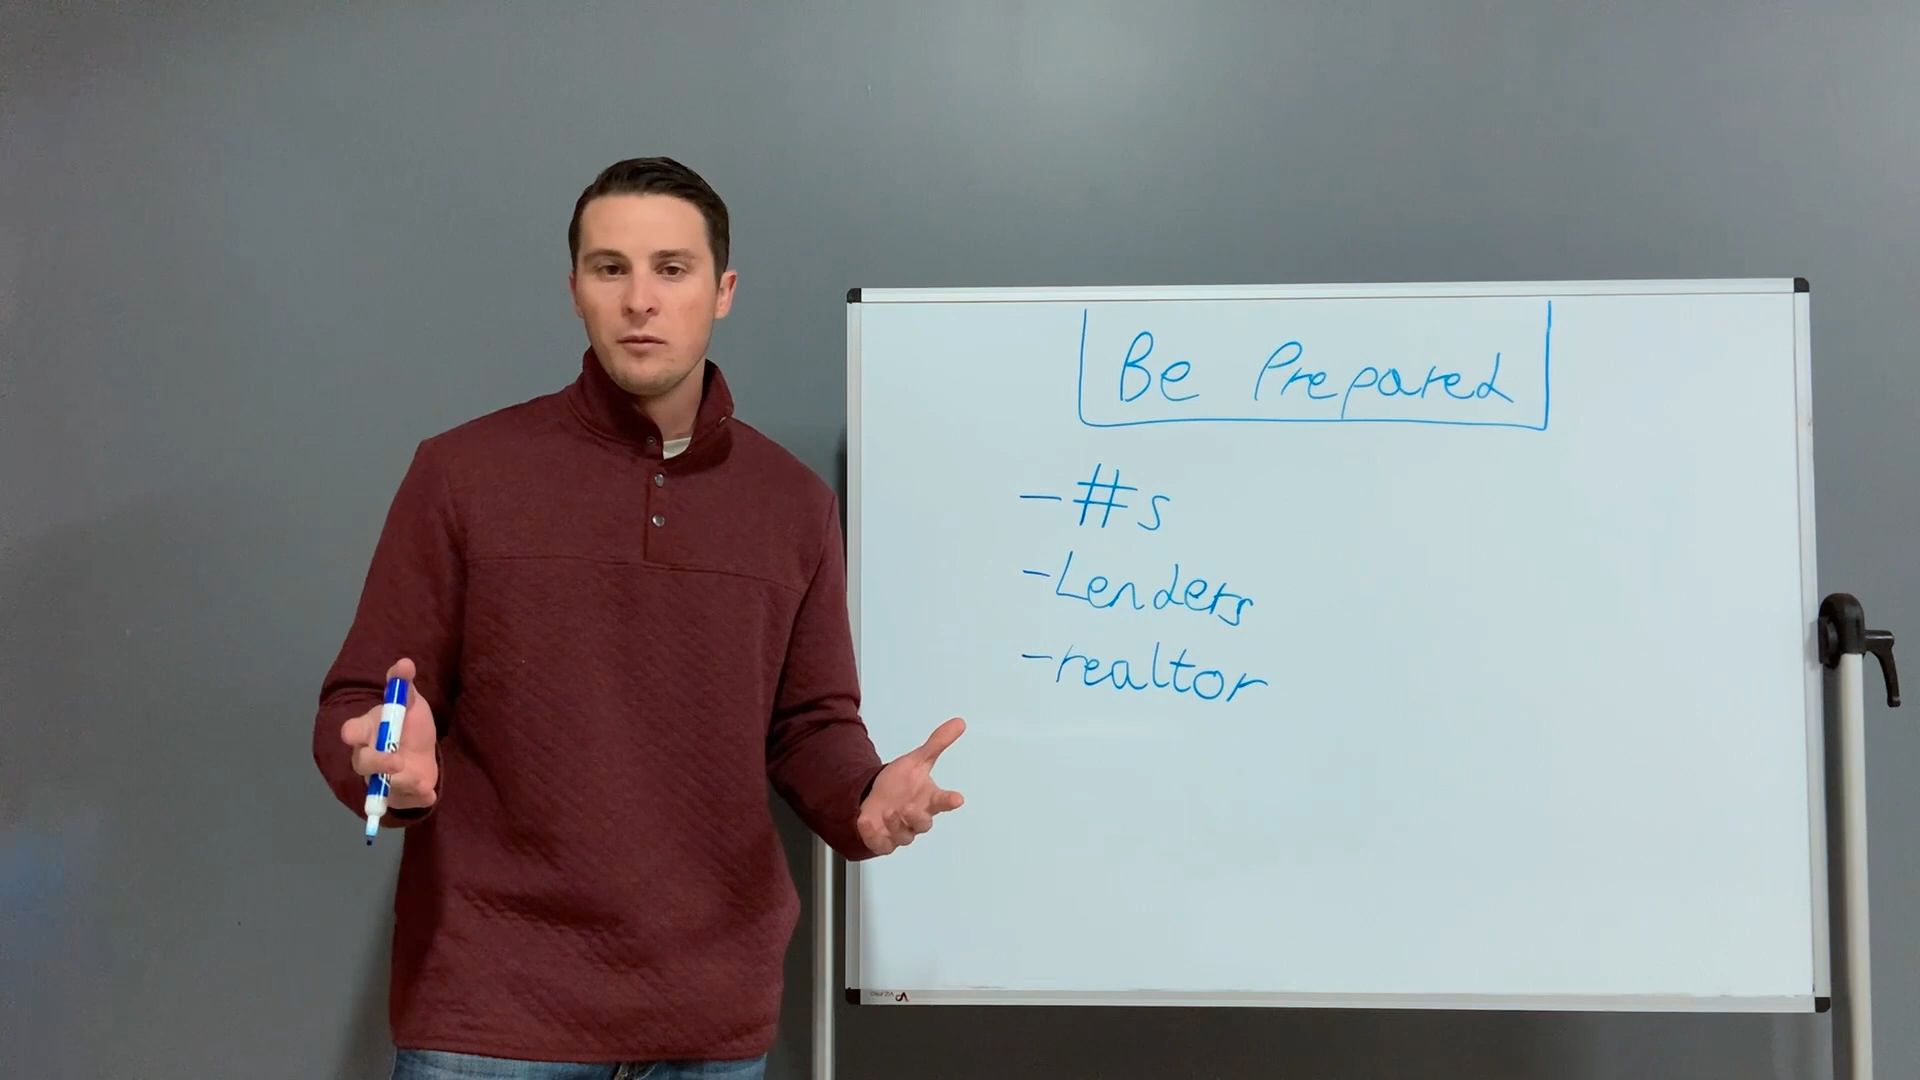 Be Prepared
- #s
- Lenders
- realtor